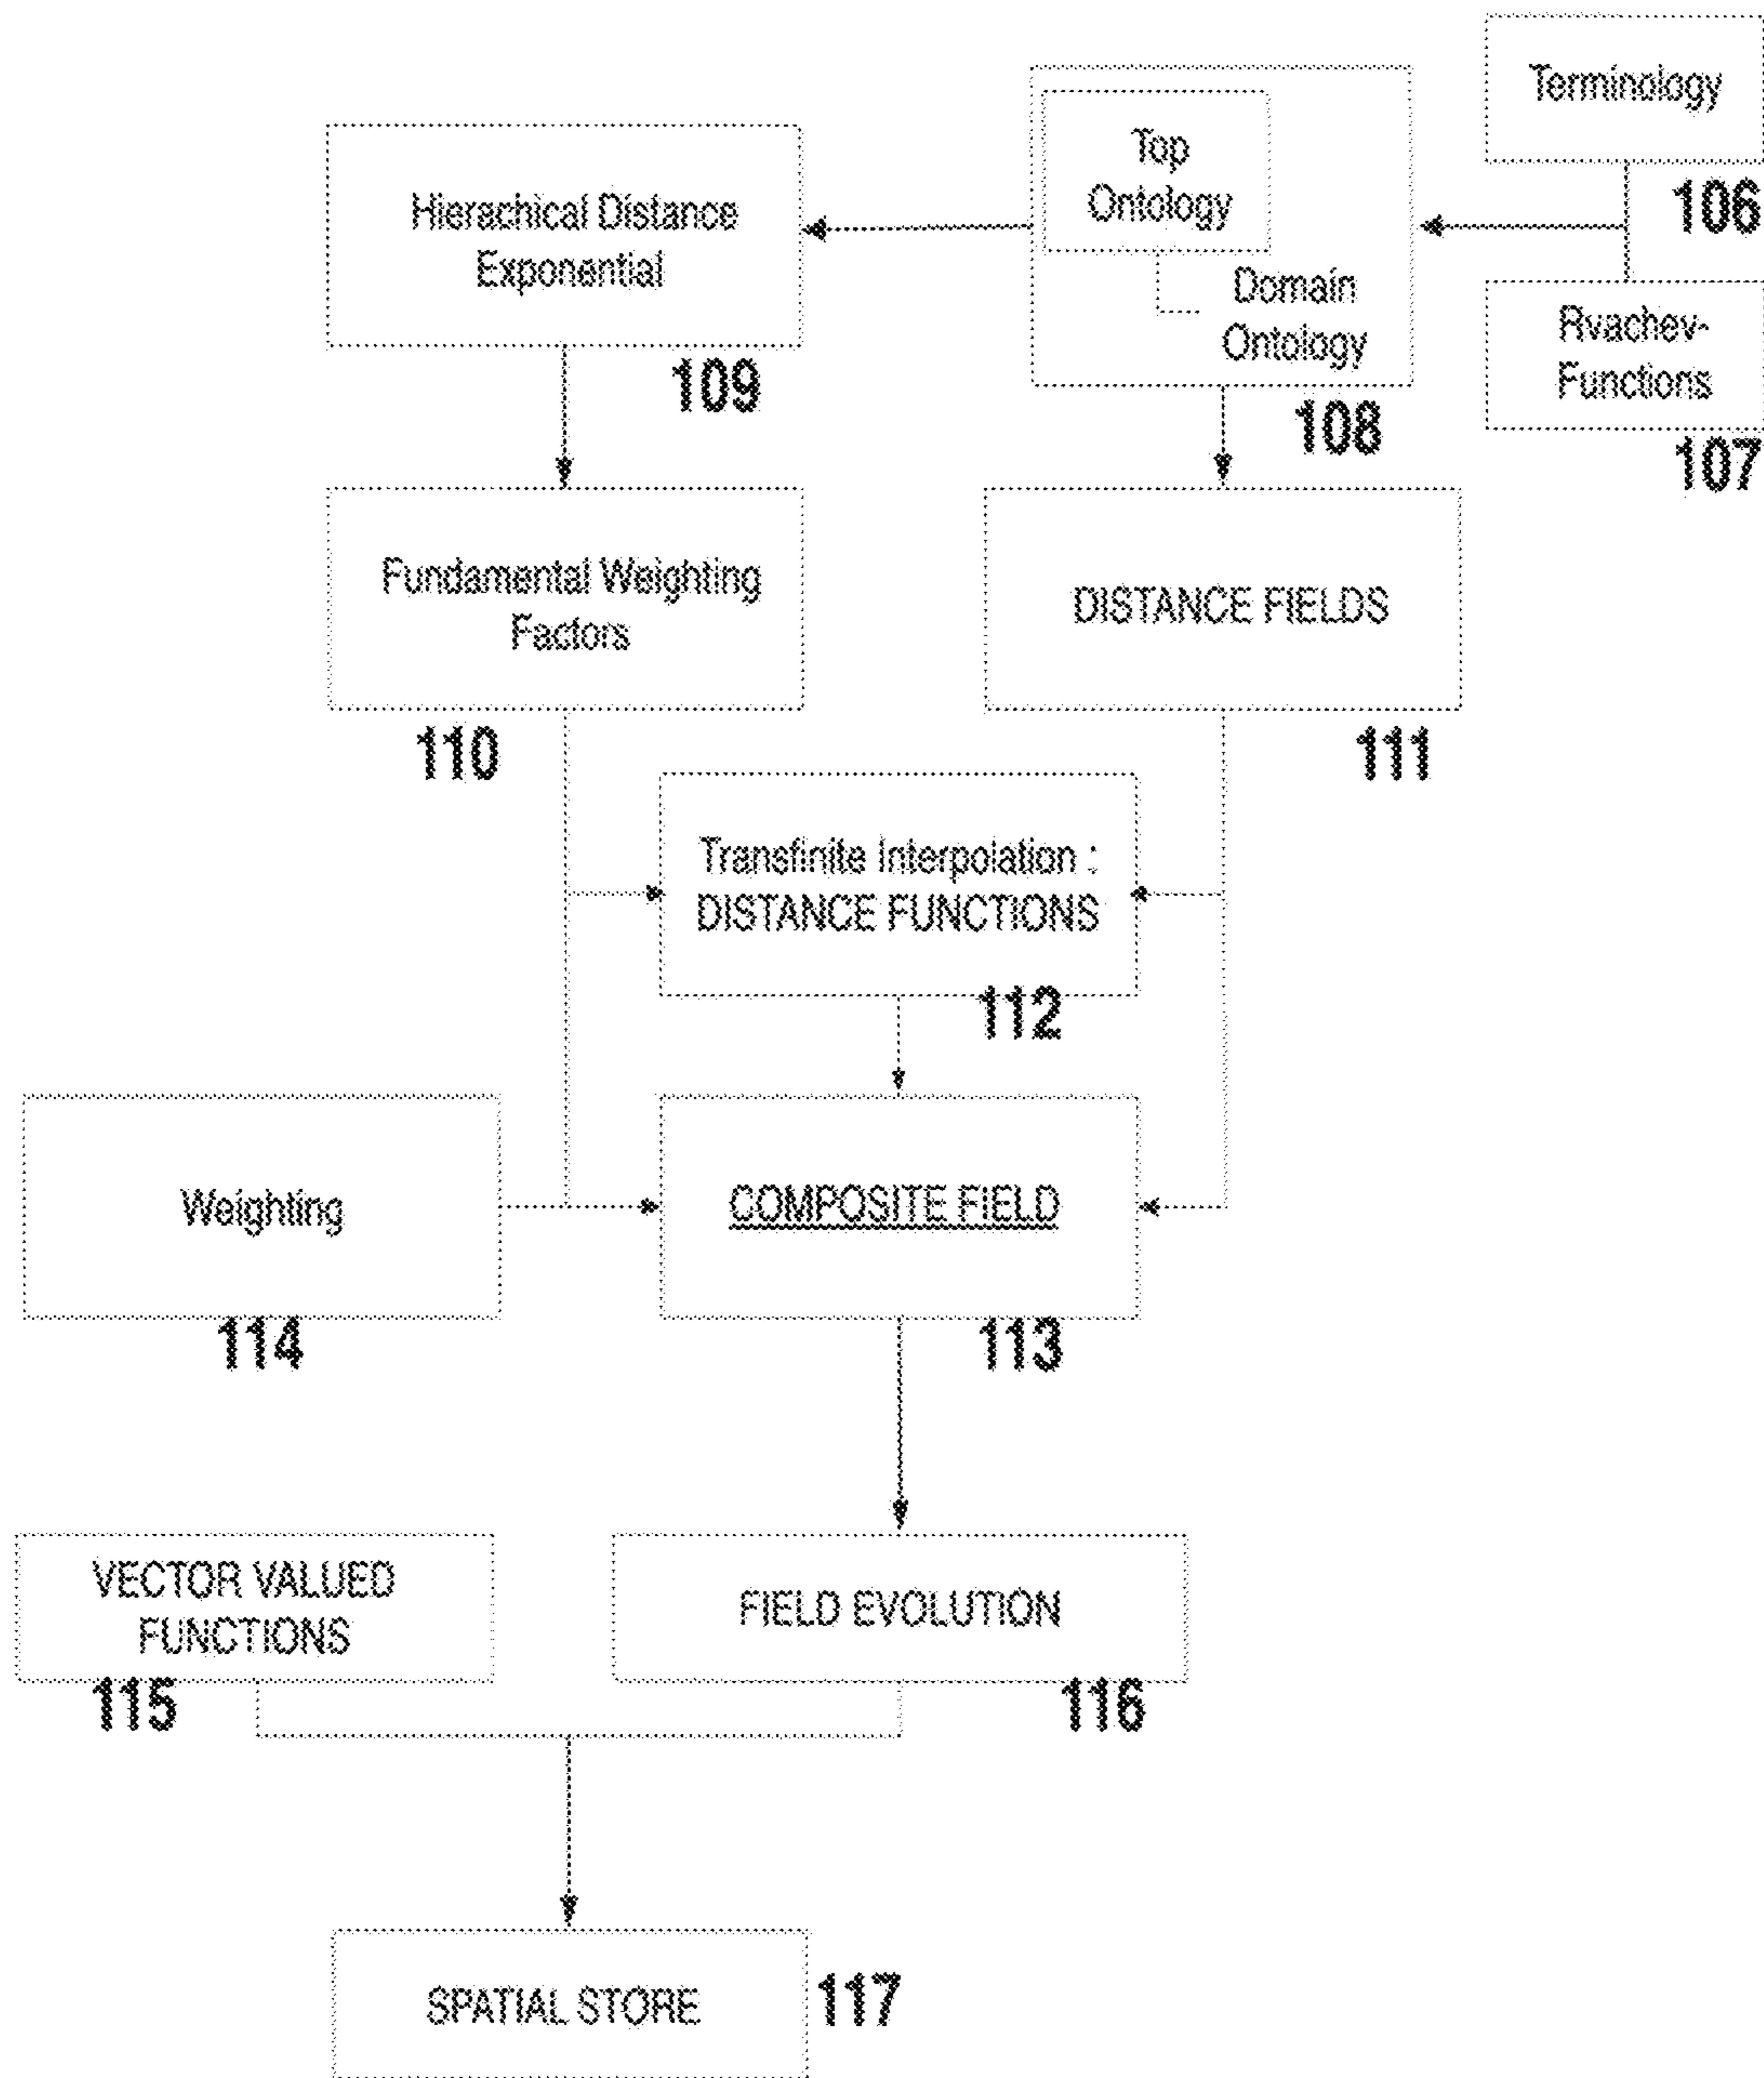 Terminology
106
Top
Ontology
Domain
Ontology
108
Rvachev-
Functions
107
Hierachical Distance
Exponential
109
Fundamental Weighting
Factors
110
DISTANCE FIELDS
111
Transfinite Interpolation :
DISTANCE FUNCTIONS
112
Weighting
114
COMPOSITE FIELD
113
VECTOR VALUED
FUNCTIONS
115
FIELD EVOLUTION
116
SPATIAL STORE
117